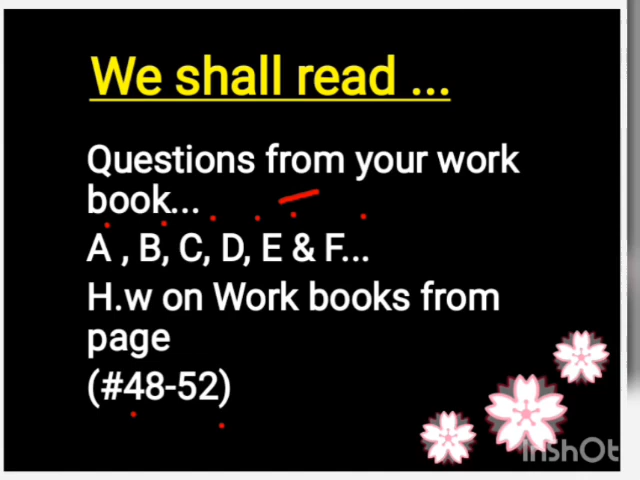 We shall read ...
Questions from your work
book...
A , B, C, D, E & F...
H.w on Work books from
page
(#48-52)
InShOt